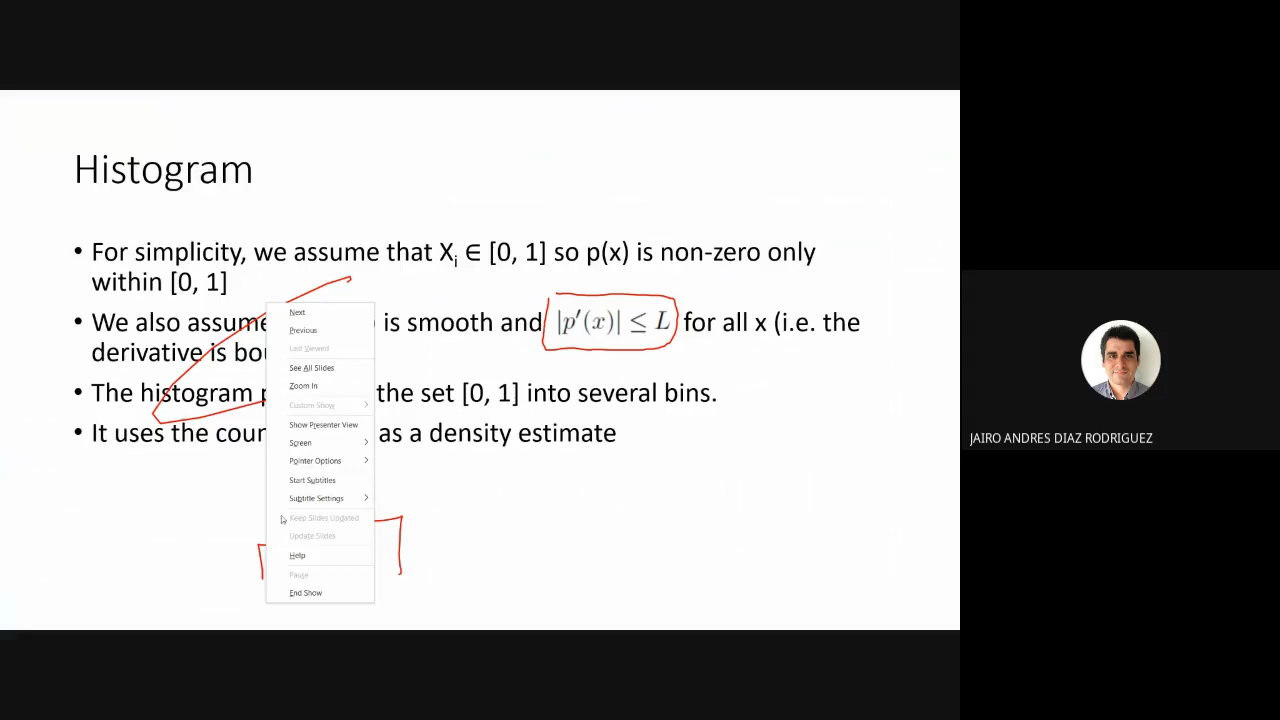 Histogram
• For simplicity, we assume that Xᵢ ∈ [0, 1] so p(x) is non-zero only
within [0, 1]
• We also assume is smooth and |p′(x)| ≤ L for all x (i.e. the
derivative is
• The histogram the set [0, 1] into several bins.
• It uses the as a density estimate
Next
Previous
Last Viewed
See All Slides
Zoom In
Custom Show
Show Presenter View
Screen
Pointer Options
Start Subtitles
Subtitle Settings
Keep Slides Updated
Update Slides
Help
Pause
End Show
JAIRO ANDRES DIAZ RODRIGUEZ